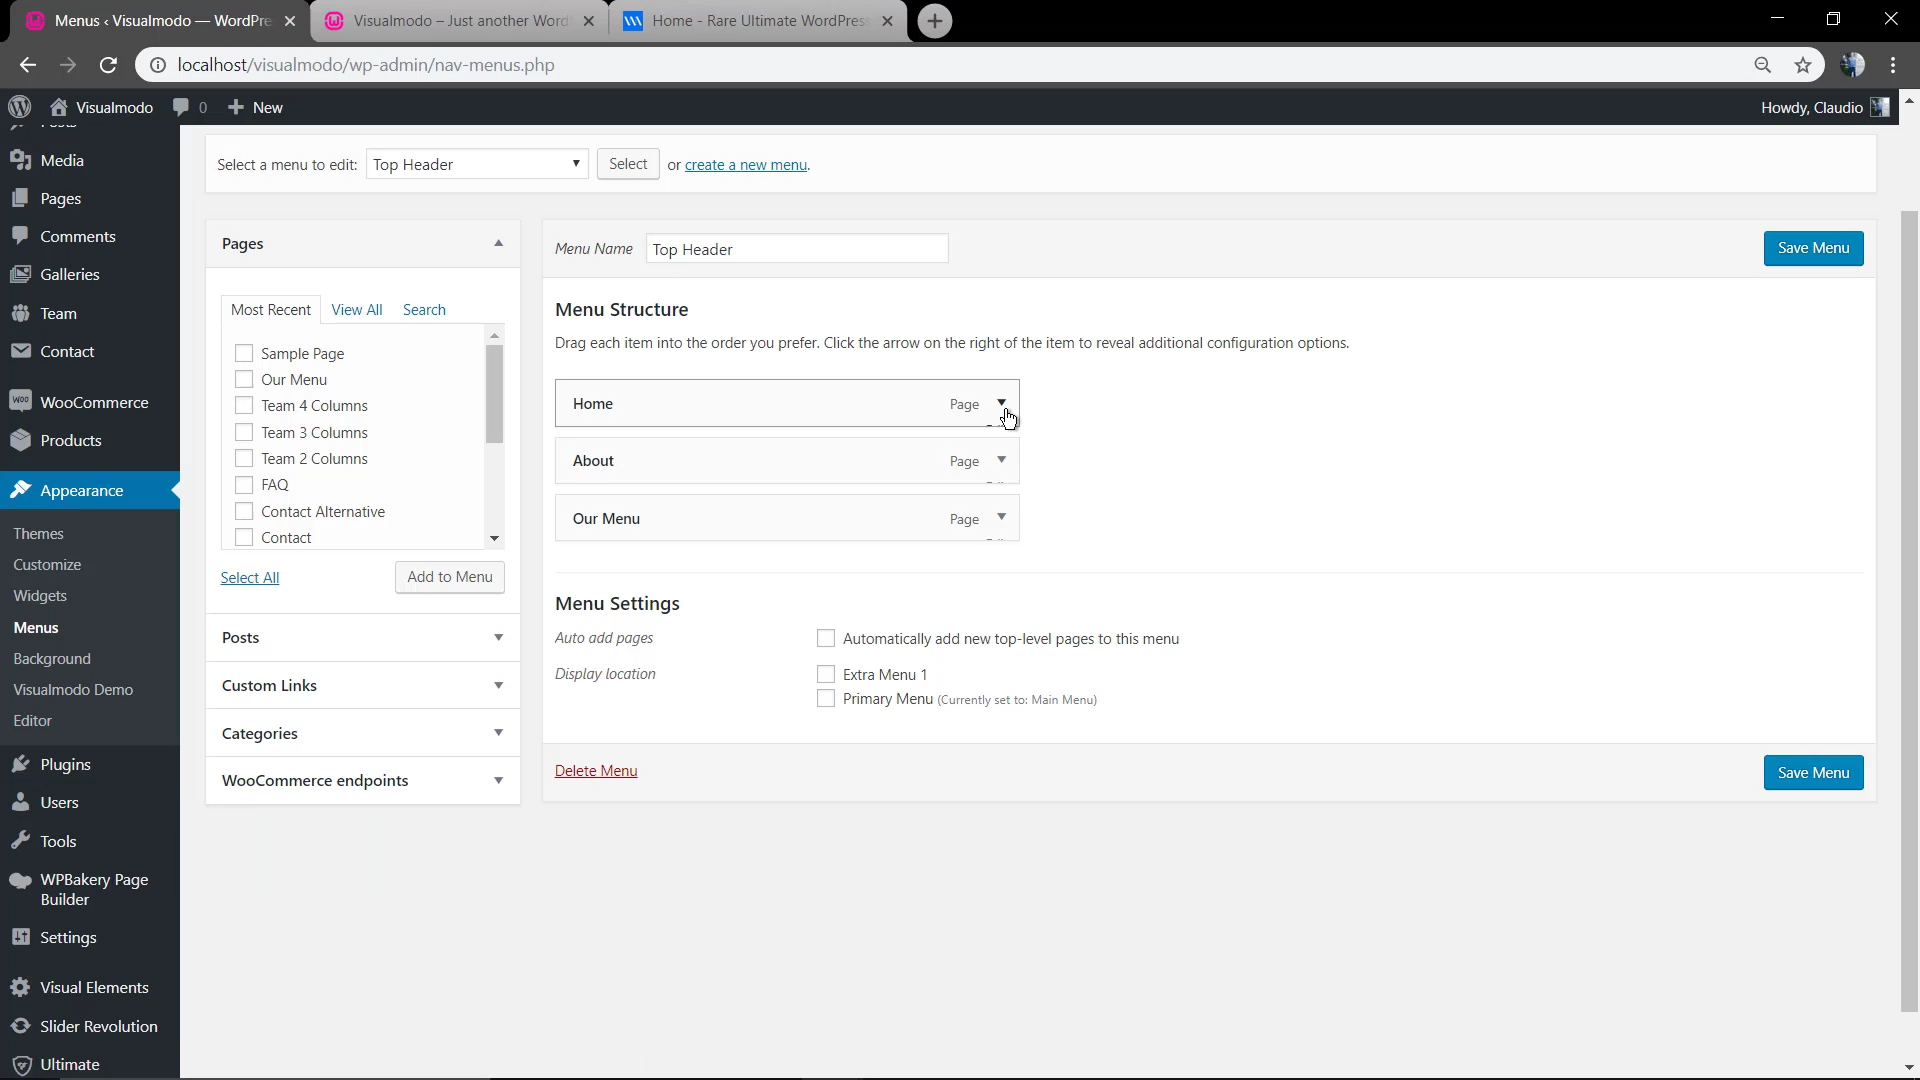 Menus ‹ Visualmodo — WordPre
Visualmodo – Just another Word
Home - Rare Ultimate WordPress
localhost/visualmodo/wp-admin/nav-menus.php
Visualmodo
0
New
Howdy, Claudio
Posts
Media
Pages
Comments
Galleries
Team
Contact
WooCommerce
Products
Appearance
Themes
Customize
Widgets
Menus
Background
Visualmodo Demo
Editor
Plugins
Users
Tools
WPBakery Page
Builder
Settings
Visual Elements
Slider Revolution
Ultimate
Select a menu to edit: Top Header Select or create a new menu.
Pages
Most Recent View All Search
Sample Page
Our Menu
Team 4 Columns
Team 3 Columns
Team 2 Columns
FAQ
Contact Alternative
Contact
Select All Add to Menu
Posts
Custom Links
Categories
WooCommerce endpoints
Menu Name Top Header Save Menu
Menu Structure
Drag each item into the order you prefer. Click the arrow on the right of the item to reveal additional configuration options.
Home Page
About Page
Our Menu Page
Menu Settings
Auto add pages Automatically add new top-level pages to this menu
Display location Extra Menu 1
Primary Menu (Currently set to: Main Menu)
Delete Menu Save Menu